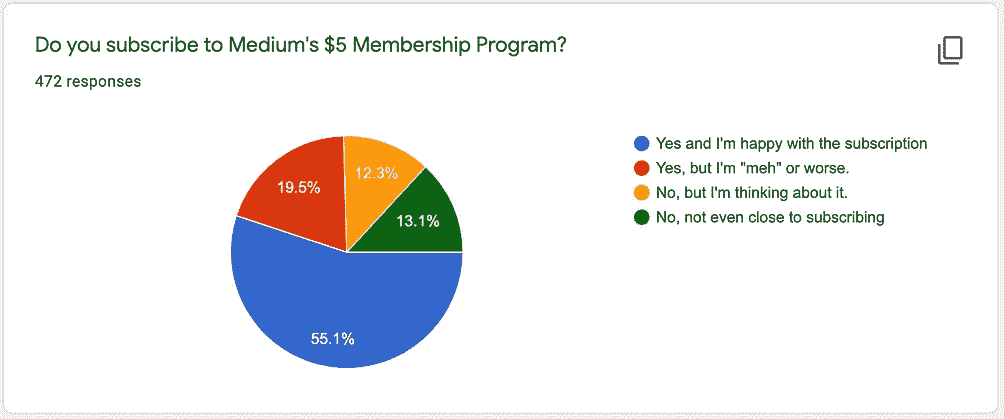 Do you subscribe to Medium's $5 Membership Program?
472 responses
Yes and I'm happy with the subscription
Yes, but I'm "meh" or worse.
No, but I'm thinking about it.
No, not even close to subscribing
19.5%
12.3%
13.1%
55.1%